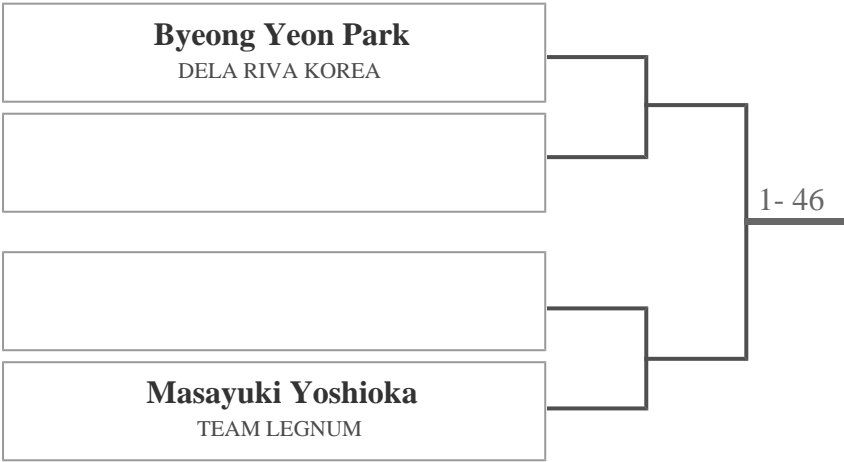 Byeong Yeon Park
DELA RIVA KOREA
1- 46
Masayuki Yoshioka
TEAM LEGNUM